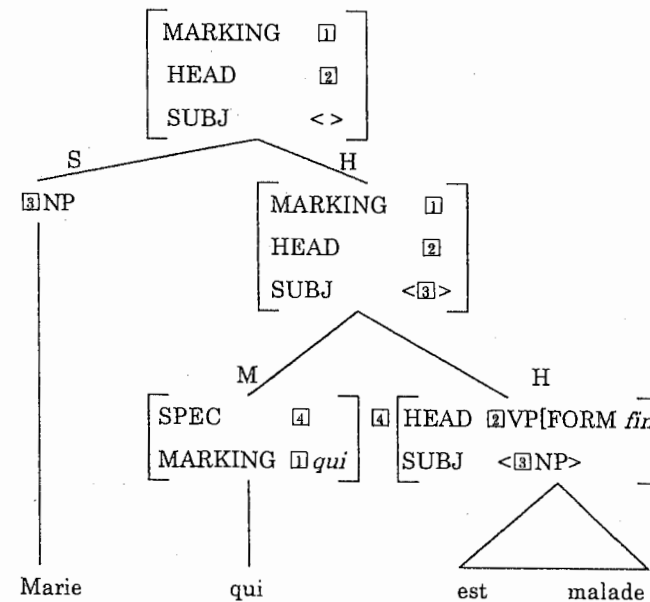 MARKING 1
HEAD 2
SUBJ < >
S H
3 NP
MARKING 1
HEAD 2
SUBJ <3>
M H
SPEC 4 4 HEAD 2 VP[FORM fin
MARKING 1 qui SUBJ <3 NP>
Marie qui est malade